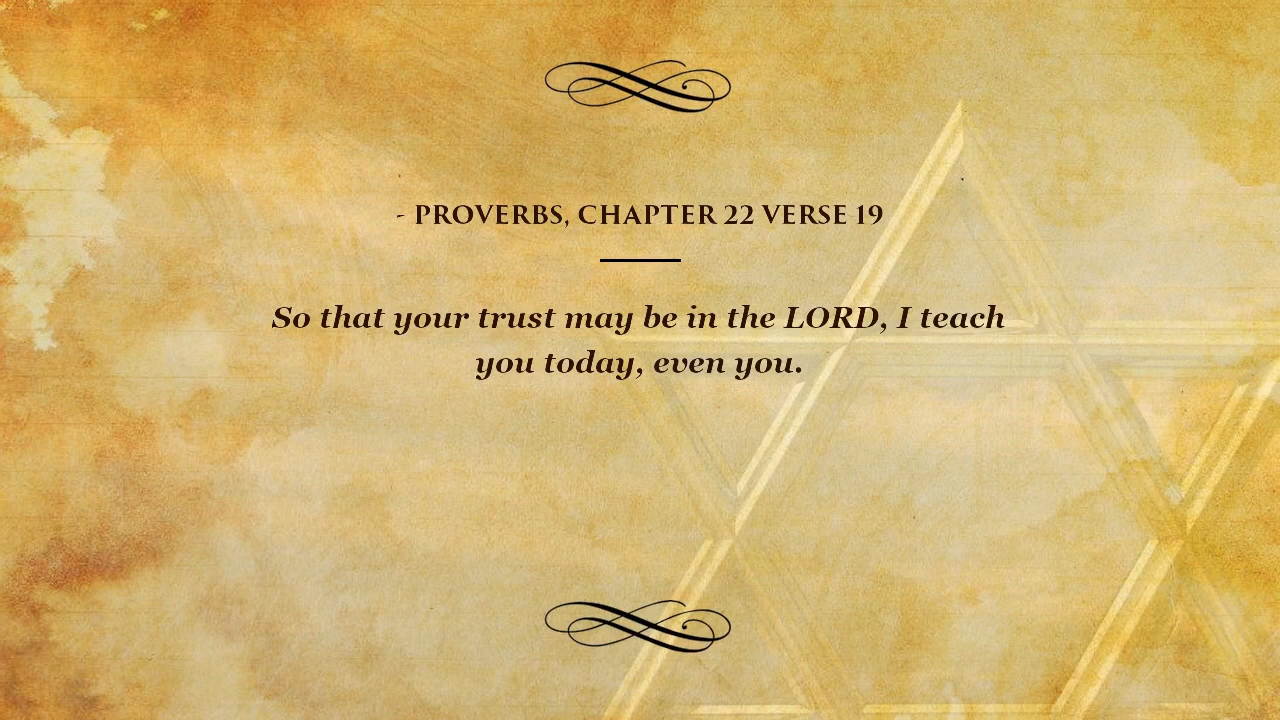 - PROVERBS, CHAPTER 22 VERSE 19
So that your trust may be in the LORD, I teach
you today, even you.